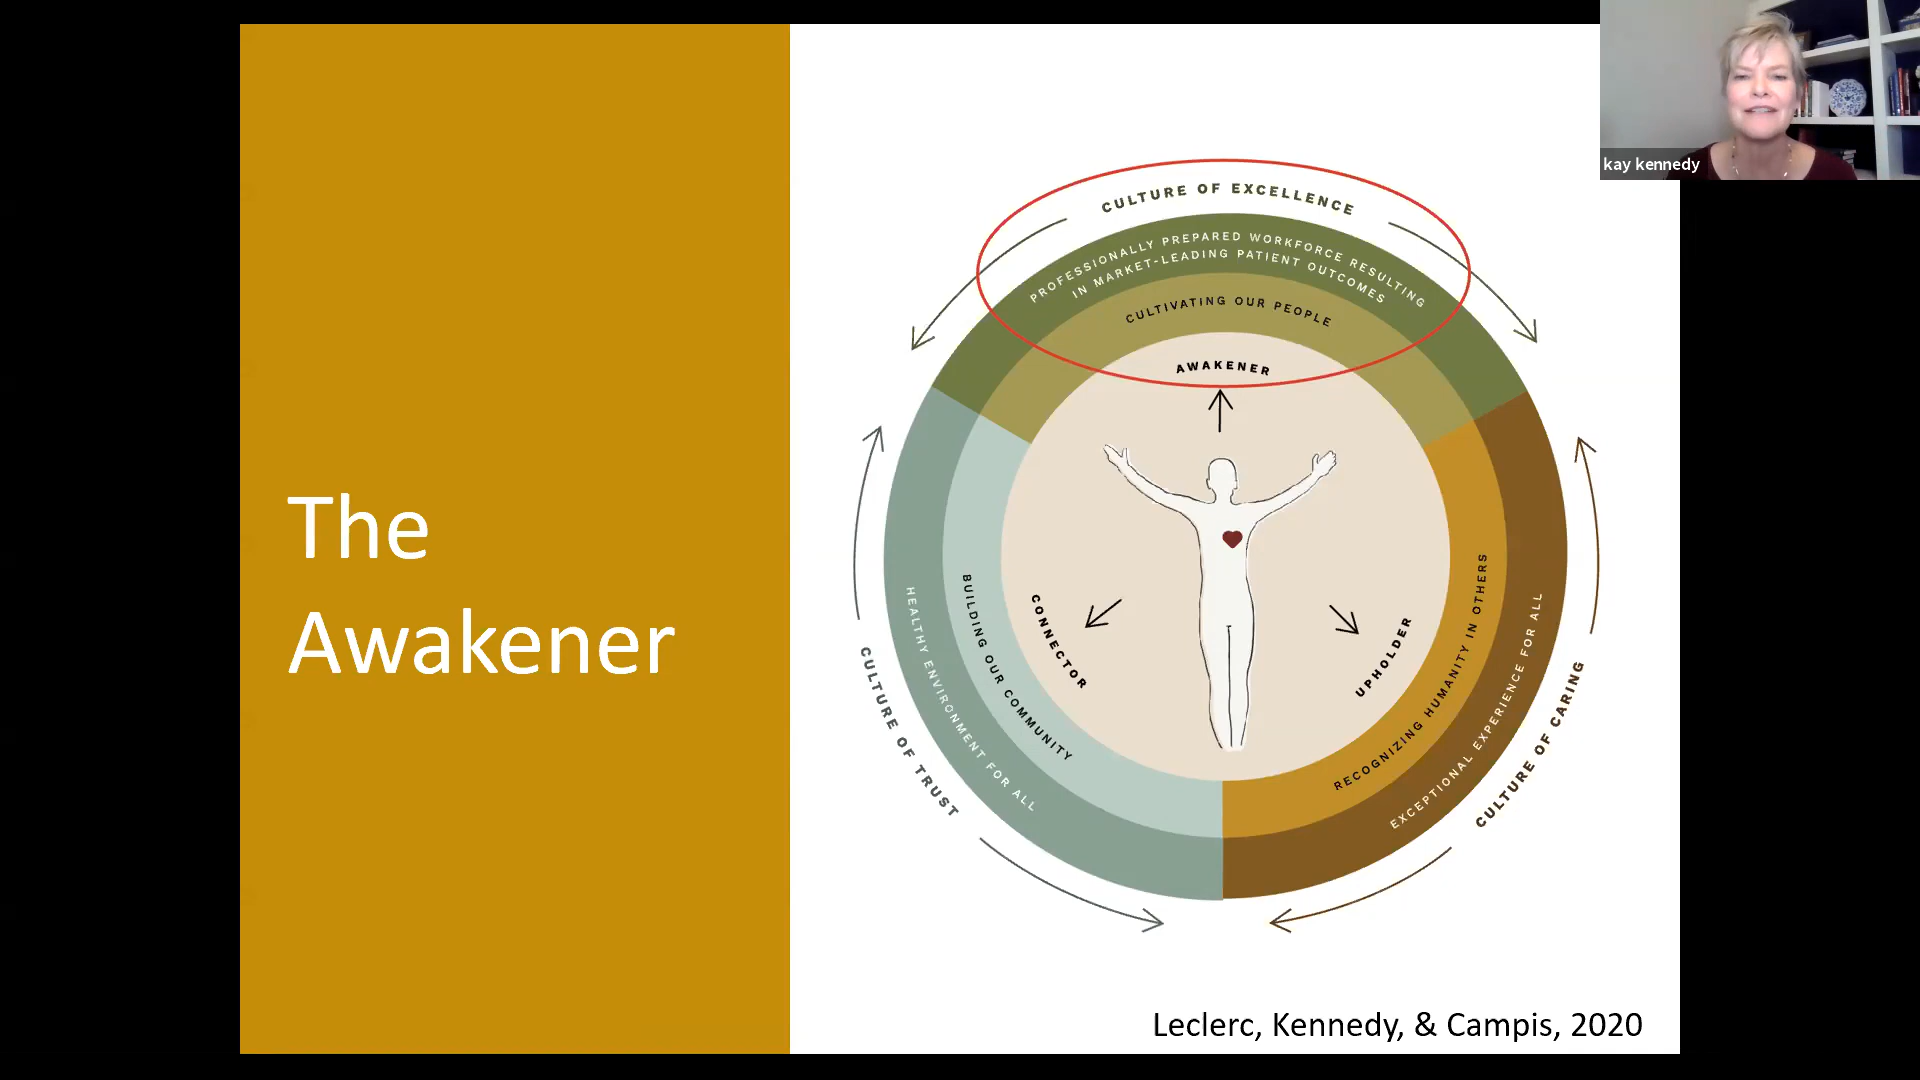 kay kennedy
The
Awakener
CULTURE OF EXCELLENCE
PROFESSIONALLY PREPARED WORKFORCE RESULTING
IN MARKET-LEADING PATIENT OUTCOMES
CULTIVATING OUR PEOPLE
AWAKENER
CONNECTOR
BUILDING OUR COMMUNITY
HEALTHY ENVIRONMENT FOR ALL
CULTURE OF TRUST
UPHOLDER
RECOGNIZING HUMANITY IN OTHERS
EXCEPTIONAL EXPERIENCE FOR ALL
CULTURE OF CARING
Leclerc, Kennedy, & Campis, 2020